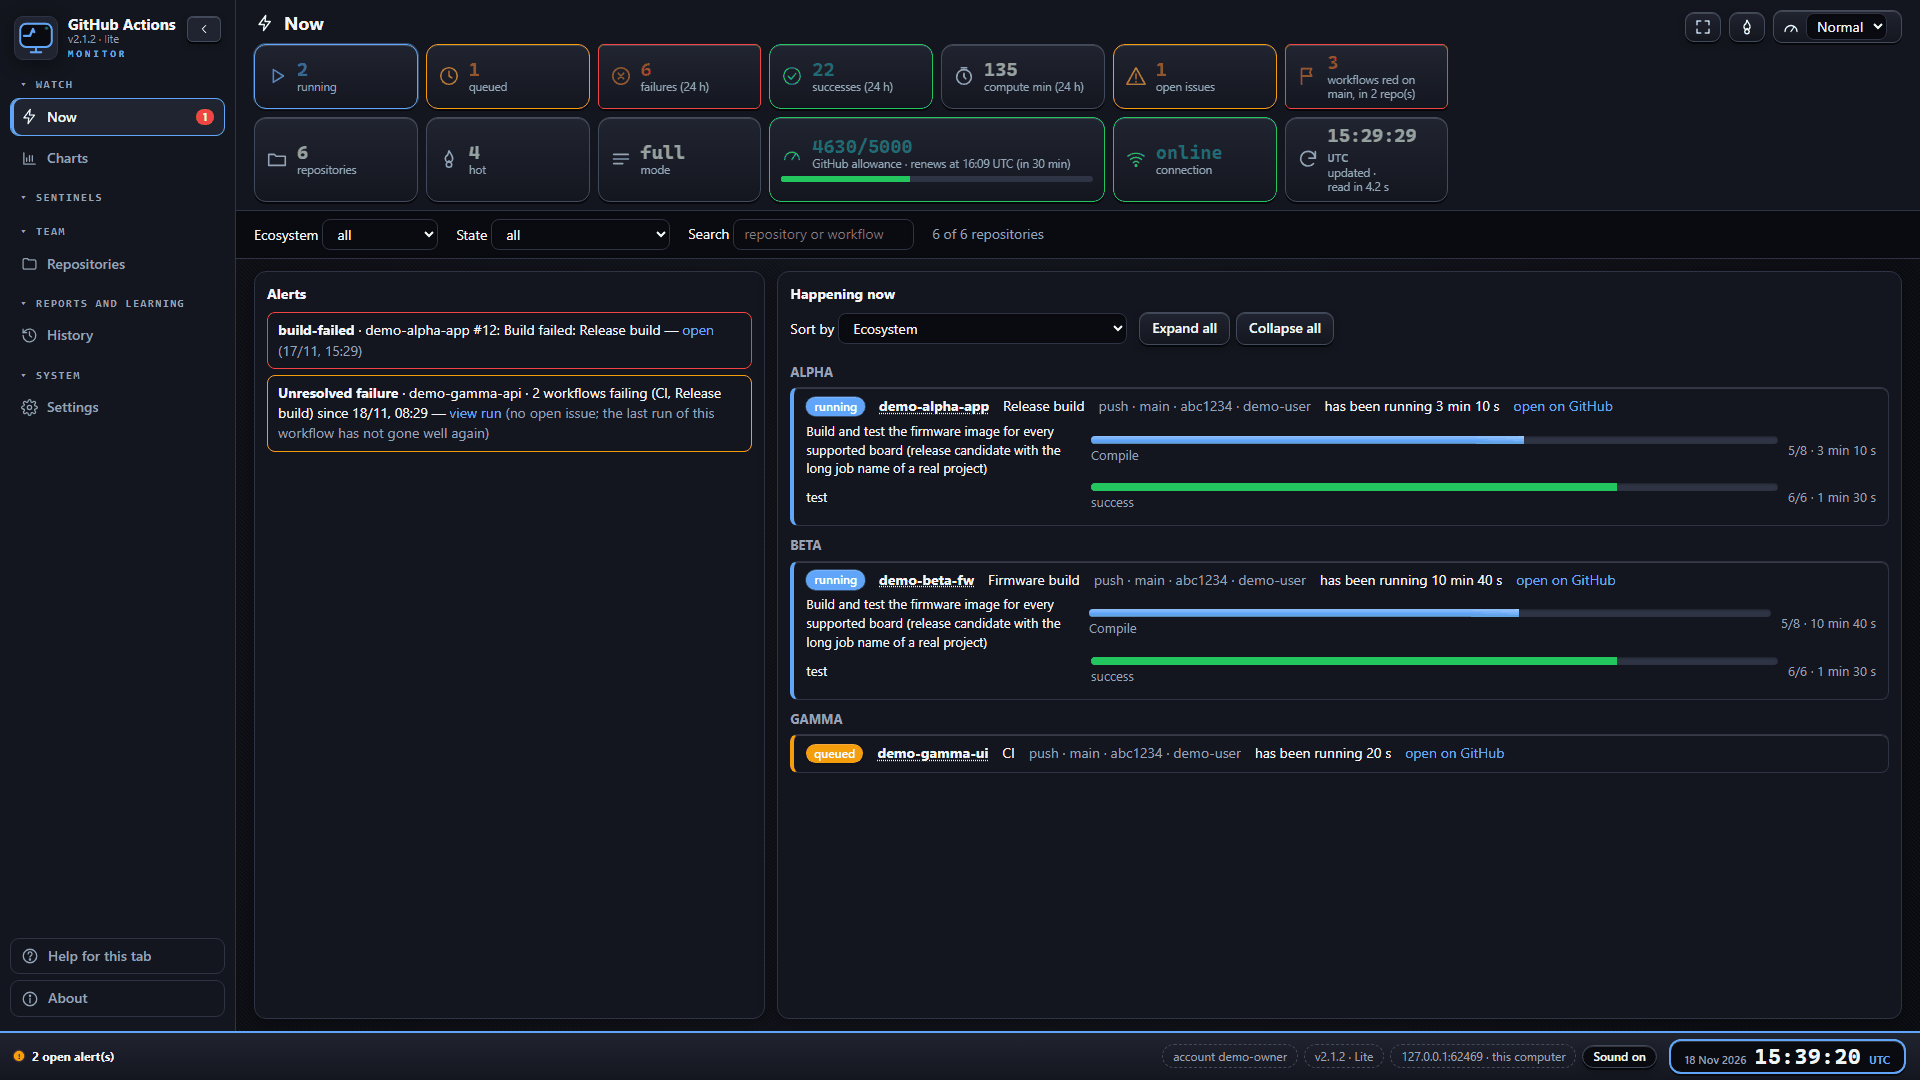 GitHub Actions
v2.1.2 · lite
MONITOR
WATCH
Now
1
Charts
SENTINELS
TEAM
Repositories
REPORTS AND LEARNING
History
SYSTEM
Settings
Help for this tab
About
Now
Normal
2
running
1
queued
6
failures (24 h)
22
successes (24 h)
135
compute min (24 h)
1
open issues
3
workflows red on
main, in 2 repo(s)
6
repositories
4
hot
full
mode
4630/5000
GitHub allowance · renews at 16:09 UTC (in 30 min)
online
connection
15:29:29
UTC
updated ·
read in 4.2 s
Ecosystem
all
State
all
Search
repository or workflow
6 of 6 repositories
Alerts
build-failed · demo-alpha-app #12: Build failed: Release build — open
(17/11, 15:29)
Unresolved failure · demo-gamma-api · 2 workflows failing (CI, Release
build) since 18/11, 08:29 — view run (no open issue; the last run of this
workflow has not gone well again)
Happening now
Sort by
Ecosystem
Expand all
Collapse all
ALPHA
running demo-alpha-app Release build push · main · abc1234 · demo-user has been running 3 min 10 s open on GitHub
Build and test the firmware image for every
supported board (release candidate with the
long job name of a real project)
Compile
5/8 · 3 min 10 s
test
success
6/6 · 1 min 30 s
BETA
running demo-beta-fw Firmware build push · main · abc1234 · demo-user has been running 10 min 40 s open on GitHub
Build and test the firmware image for every
supported board (release candidate with the
long job name of a real project)
Compile
5/8 · 10 min 40 s
test
success
6/6 · 1 min 30 s
GAMMA
queued demo-gamma-ui CI push · main · abc1234 · demo-user has been running 20 s open on GitHub
2 open alert(s)
account demo-owner
v2.1.2 · Lite
127.0.0.1:62469 · this computer
Sound on
18 Nov 2026 15:39:20 UTC